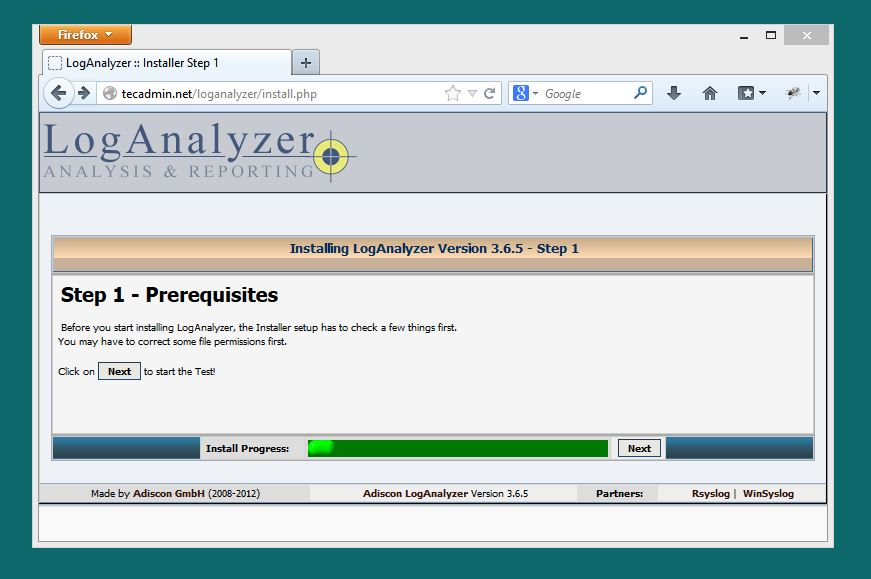 Firefox
LogAnalyzer :: Installer Step 1
tecadmin.net/loganalyzer/install.php
Google
LogAnalyzer
ANALYSIS & REPORTING
Installing LogAnalyzer Version 3.6.5 - Step 1
Step 1 - Prerequisites
Before you start installing LogAnalyzer, the Installer setup has to check a few things first.
You may have to correct some file permissions first.
Click on Next to start the Test!
Install Progress: Next
Made by Adiscon GmbH (2008-2012) Adiscon LogAnalyzer Version 3.6.5 Partners: Rsyslog | WinSyslog